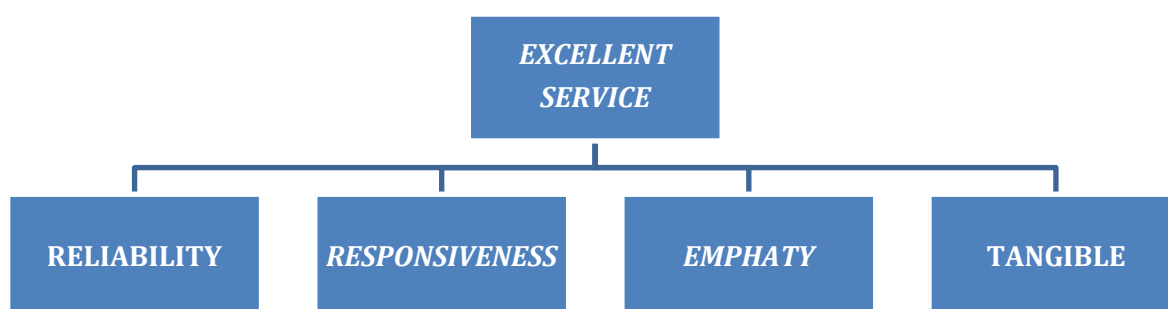 EXCELLENT
SERVICE
RELIABILITY
RESPONSIVENESS
EMPHATY
TANGIBLE